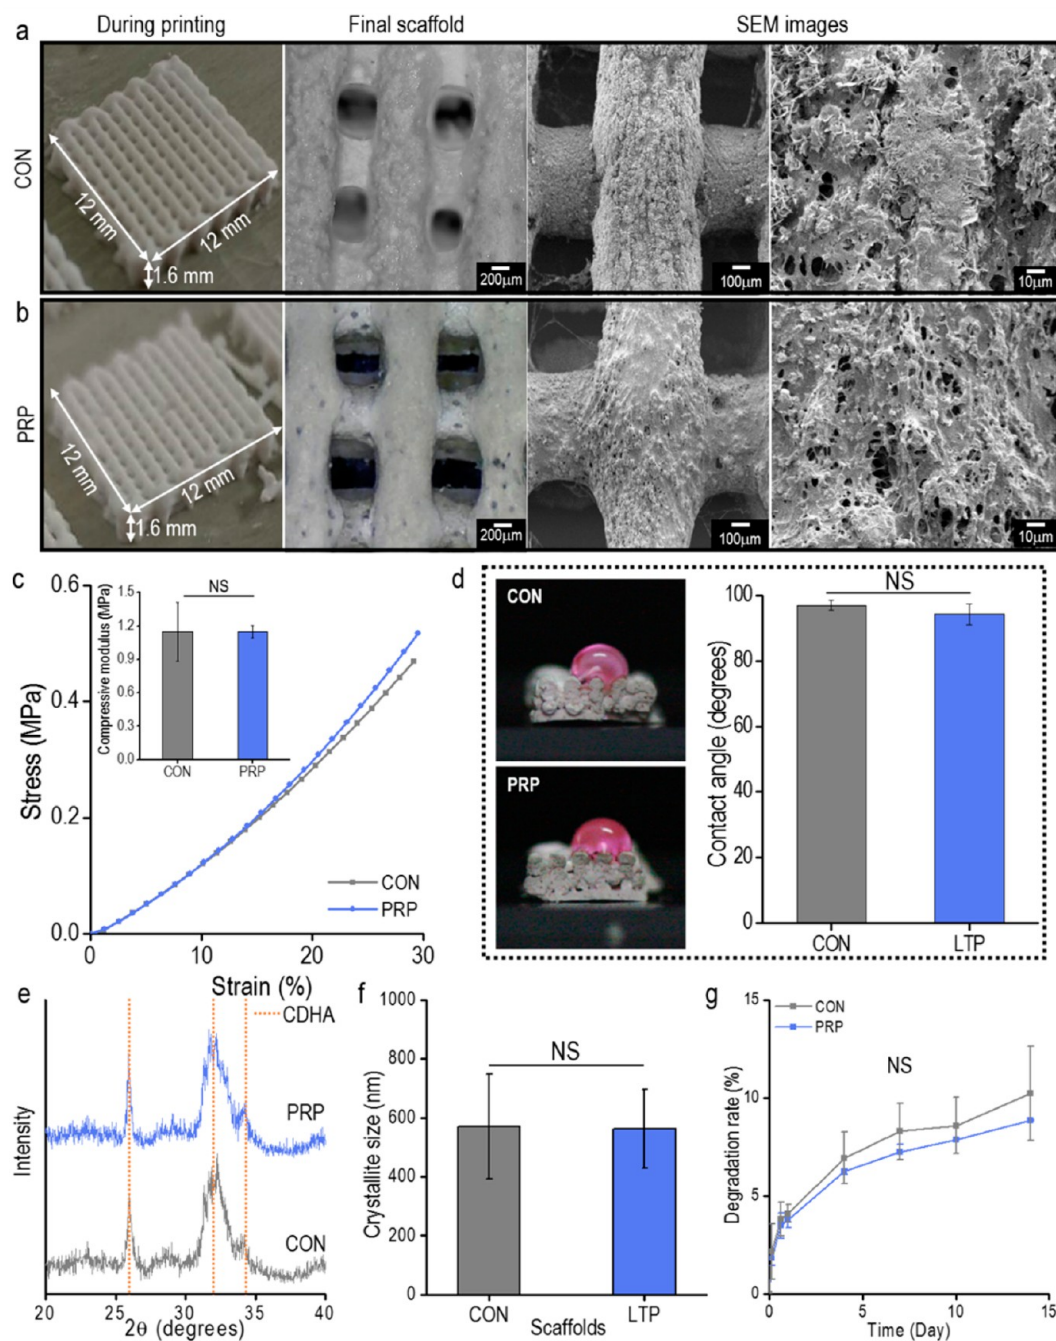 During printing Final scaffold SEM images
a
CON
12 mm
12 mm
1.6 mm
200μm
100μm
10μm
b
PRP
12 mm
12 mm
1.6 mm
200μm
100μm
10μm
c
Stress (MPa)
0.6
0.4
0.2
0.0
0 10 20 30
Strain (%)
Compressive modulus (MPa)
1.5
1.2
0.9
0.6
0.3
0.0
NS
CON PRP
CON
PRP
d
CON
PRP
Contact angle (degrees)
100
80
60
40
20
0
NS
CON LTP
e
Intensity
CDHA
PRP
CON
20 25 30 35 40
2θ (degrees)
f
Crystallite size (nm)
1000
800
600
400
200
0
NS
CON LTP
Scaffolds
g
Degradation rate (%)
15
10
5
0
CON
PRP
NS
0 5 10 15
Time (Day)